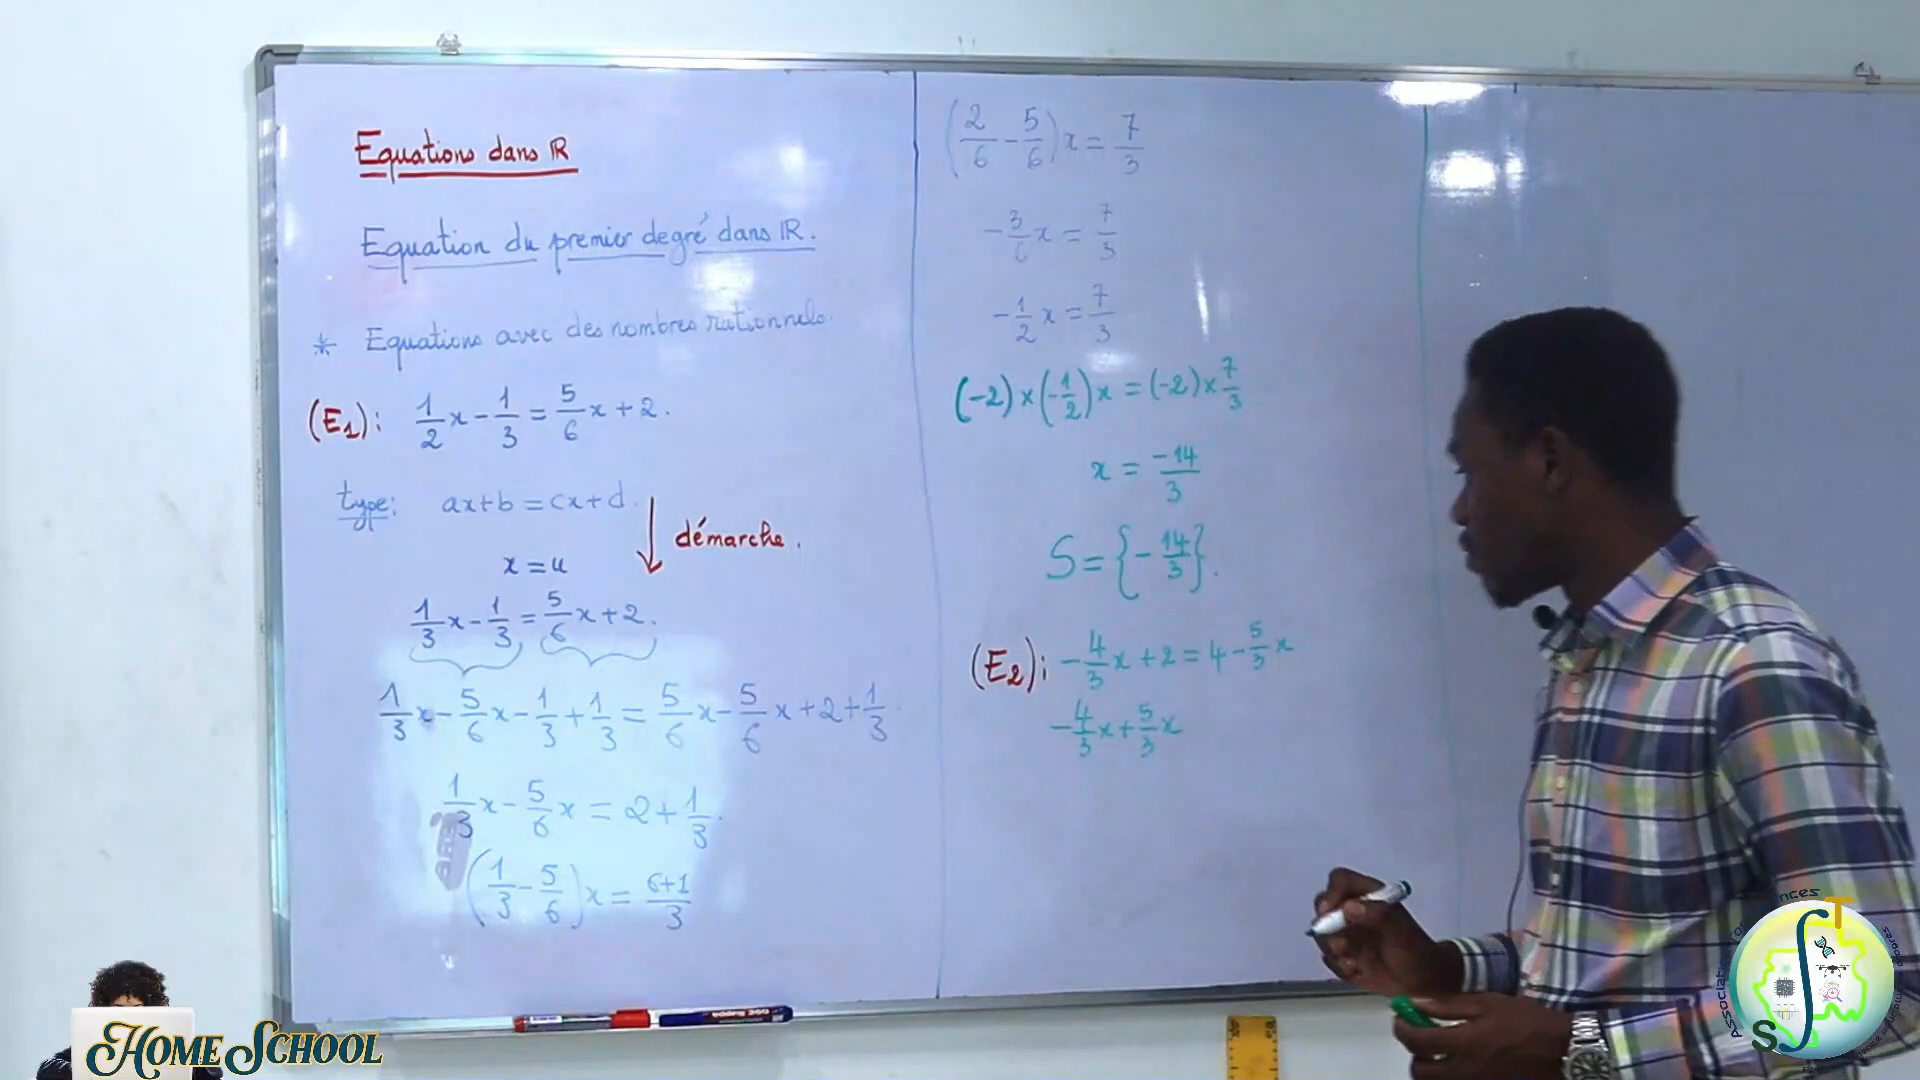 Equations dans ℝ
Equation du premier degré dans ℝ.
* Equations avec des nombres rationnels.
(E1): 1/2 x - 1/3 = 5/6 x + 2.
type: ax+b = cx+d.
démarche.
x = u
1/3 x - 1/3 = 5/6 x + 2.
1/3 x - 5/6 x - 1/3 + 1/3 = 5/6 x - 5/6 x + 2 + 1/3.
1/3 x - 5/6 x = 2 + 1/3.
(1/3 - 5/6) x = 6+1/3
(2/6 - 5/6) x = 7/3
-3/6 x = 7/3
-1/2 x = 7/3
(-2) × (-1/2) x = (-2) × 7/3
x = -14/3
S = {-14/3}.
(E2): -4/3 x + 2 = 4 - 5/3 x
-4/3 x + 5/3 x
HOME SCHOOL
S T